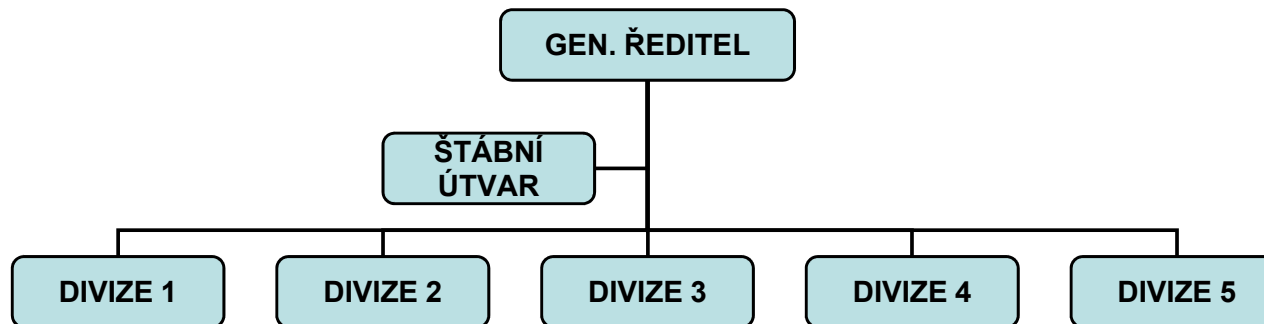 GEN. ŘEDITEL
ŠTÁBNÍ
ÚTVAR
DIVIZE 1
DIVIZE 2
DIVIZE 3
DIVIZE 4
DIVIZE 5